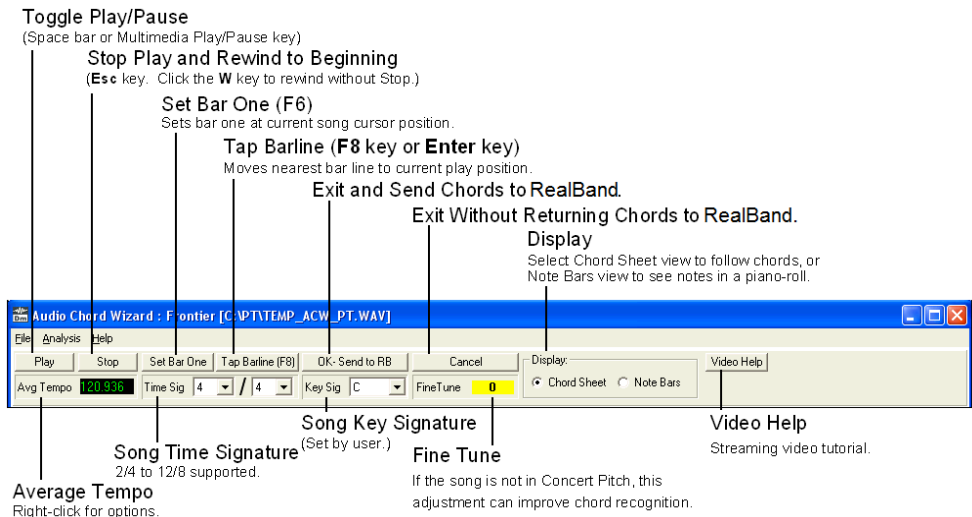 Toggle Play/Pause
(Space bar or Multimedia Play/Pause key)
Stop Play and Rewind to Beginning
(Esc key. Click the W key to rewind without Stop.)
Set Bar One (F6)
Sets bar one at current song cursor position.
Tap Barline (F8 key or Enter key)
Moves nearest bar line to current play position.
Exit and Send Chords to RealBand.
Exit Without Returning Chords to RealBand.
Display
Select Chord Sheet view to follow chords, or
Note Bars view to see notes in a piano-roll.
Audio Chord Wizard : Frontier [C:\PT\TEMP_ACW_PT.WAV]
File Analysis Help
Play Stop Set Bar One Tap Barline (F8) OK- Send to RB Cancel Display: Video Help
Avg Tempo 120.936 Time Sig 4 / 4 Key Sig C FineTune 0 Chord Sheet Note Bars
Song Key Signature
(Set by user.)
Video Help
Streaming video tutorial.
Song Time Signature
2/4 to 12/8 supported.
Fine Tune
If the song is not in Concert Pitch, this
adjustment can improve chord recognition.
Average Tempo
Right-click for options.